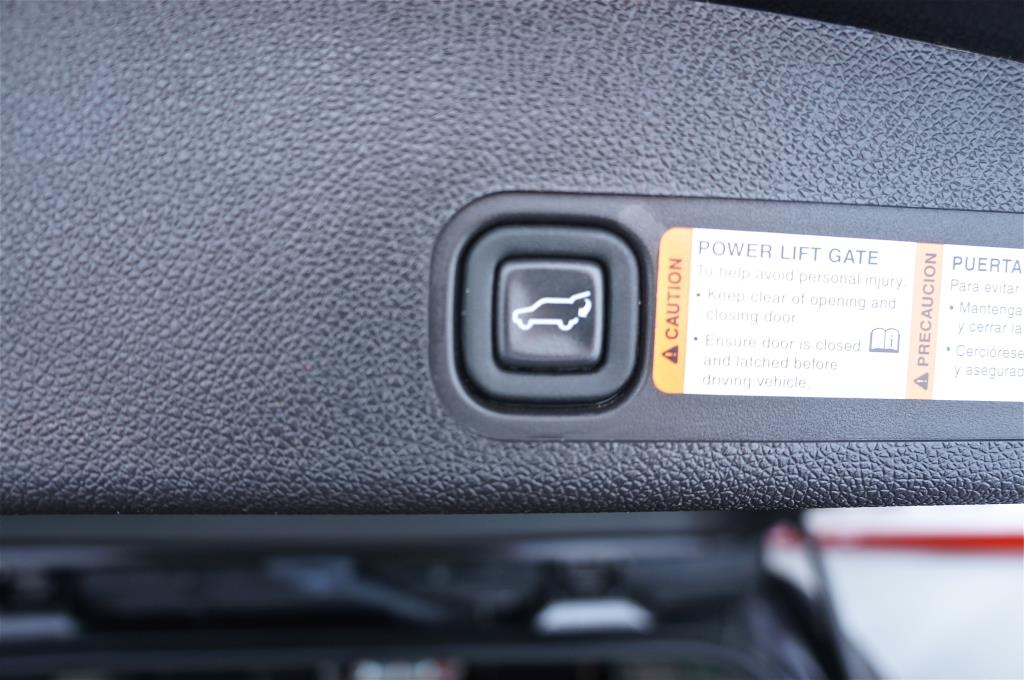 CAUTION
POWER LIFT GATE
To help avoid personal injury:
• Keep clear of opening and
closing door.
• Ensure door is closed
and latched before
driving vehicle.
PRECAUCION
PUERTA
Para evitar
• Mantenga
y cerrar la
• Cerciórese
y asegurad